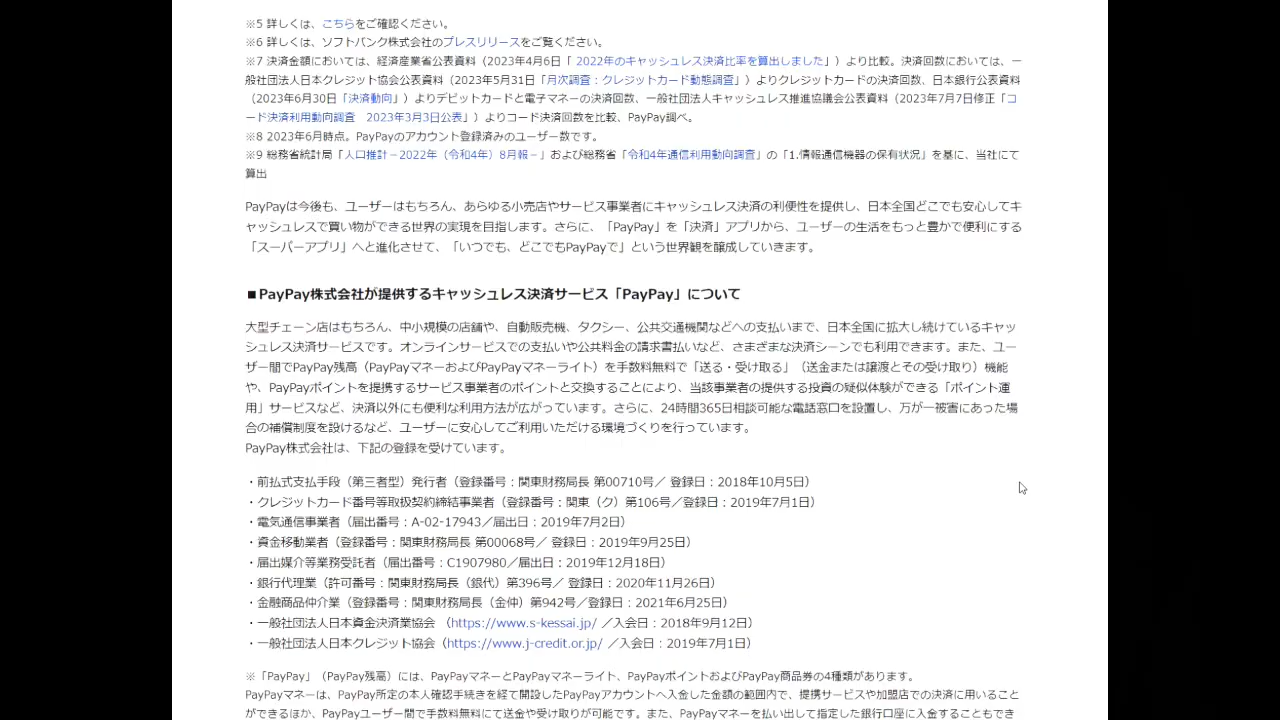 ※5 詳しくは、こちらをご確認ください。
※6 詳しくは、ソフトバンク株式会社のプレスリリースをご覧ください。
※7 決済金額においては、経済産業省公表資料（2023年4月6日「 2022年のキャッシュレス決済比率を算出しました」）より比較。決済回数においては、一
般社団法人日本クレジット協会公表資料（2023年5月31日「月次調査：クレジットカード動態調査」）よりクレジットカードの決済回数、日本銀行公表資料
（2023年6月30日「決済動向」）よりデビットカードと電子マネーの決済回数、一般社団法人キャッシュレス推進協議会公表資料（2023年7月7日修正「コ
ード決済利用動向調査　2023年3月3日公表」）よりコード決済回数を比較、PayPay調べ。
※8 2023年6月時点。PayPayのアカウント登録済みのユーザー数です。
※9 総務省統計局「人口推計－2022年（令和4年）8月報－」および総務省「令和4年通信利用動向調査」の「1.情報通信機器の保有状況」を基に、当社にて
算出
PayPayは今後も、ユーザーはもちろん、あらゆる小売店やサービス事業者にキャッシュレス決済の利便性を提供し、日本全国どこでも安心してキ
ャッシュレスで買い物ができる世界の実現を目指します。さらに、「PayPay」を「決済」アプリから、ユーザーの生活をもっと豊かで便利にする
「スーパーアプリ」へと進化させて、「いつでも、どこでもPayPayで」という世界観を醸成していきます。
■PayPay株式会社が提供するキャッシュレス決済サービス「PayPay」について
大型チェーン店はもちろん、中小規模の店舗や、自動販売機、タクシー、公共交通機関などへの支払いまで、日本全国に拡大し続けているキャッ
シュレス決済サービスです。オンラインサービスでの支払いや公共料金の請求書払いなど、さまざまな決済シーンでも利用できます。また、ユー
ザー間でPayPay残高（PayPayマネーおよびPayPayマネーライト）を手数料無料で「送る・受け取る」（送金または譲渡とその受け取り）機能
や、PayPayポイントを提携するサービス事業者のポイントと交換することにより、当該事業者の提供する投資の疑似体験ができる「ポイント運
用」サービスなど、決済以外にも便利な利用方法が広がっています。さらに、24時間365日相談可能な電話窓口を設置し、万が一被害にあった場
合の補償制度を設けるなど、ユーザーに安心してご利用いただける環境づくりを行っています。
PayPay株式会社は、下記の登録を受けています。
・前払式支払手段（第三者型）発行者（登録番号：関東財務局長 第00710号／ 登録日：2018年10月5日）
・クレジットカード番号等取扱契約締結事業者（登録番号：関東（ク）第106号／登録日：2019年7月1日）
・電気通信事業者（届出番号：A-02-17943／届出日：2019年7月2日）
・資金移動業者（登録番号：関東財務局長 第00068号／ 登録日：2019年9月25日）
・届出媒介等業務受託者（届出番号：C1907980／届出日：2019年12月18日）
・銀行代理業（許可番号：関東財務局長（銀代）第396号／ 登録日：2020年11月26日）
・金融商品仲介業（登録番号：関東財務局長（金仲）第942号／登録日：2021年6月25日）
・一般社団法人日本資金決済業協会 （https://www.s-kessai.jp/ ／入会日：2018年9月12日）
・一般社団法人日本クレジット協会（https://www.j-credit.or.jp/ ／入会日：2019年7月1日）
※「PayPay」（PayPay残高）には、PayPayマネーとPayPayマネーライト、PayPayポイントおよびPayPay商品券の4種類があります。
PayPayマネーは、PayPay所定の本人確認手続きを経て開設したPayPayアカウントへ入金した金額の範囲内で、提携サービスや加盟店での決済に用いること
ができるほか、PayPayユーザー間で手数料無料にて送金や受け取りが可能です。また、PayPayマネーを払い出して指定した銀行口座に入金することもでき